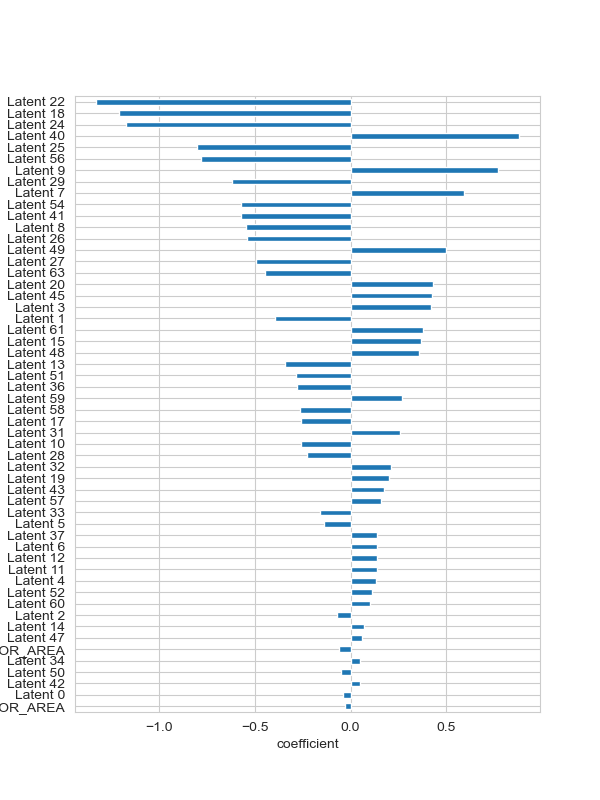 Latent 22
Latent 18
Latent 24
Latent 40
Latent 25
Latent 56
Latent 9
Latent 29
Latent 7
Latent 54
Latent 41
Latent 8
Latent 26
Latent 49
Latent 27
Latent 63
Latent 20
Latent 45
Latent 3
Latent 1
Latent 61
Latent 15
Latent 48
Latent 13
Latent 51
Latent 36
Latent 59
Latent 58
Latent 17
Latent 31
Latent 10
Latent 28
Latent 32
Latent 19
Latent 43
Latent 57
Latent 33
Latent 5
Latent 37
Latent 6
Latent 12
Latent 11
Latent 4
Latent 52
Latent 60
Latent 2
Latent 14
Latent 47
OR_AREA
Latent 34
Latent 50
Latent 42
Latent 0
OR_AREA
−1.0 −0.5 0.0 0.5
coefficient